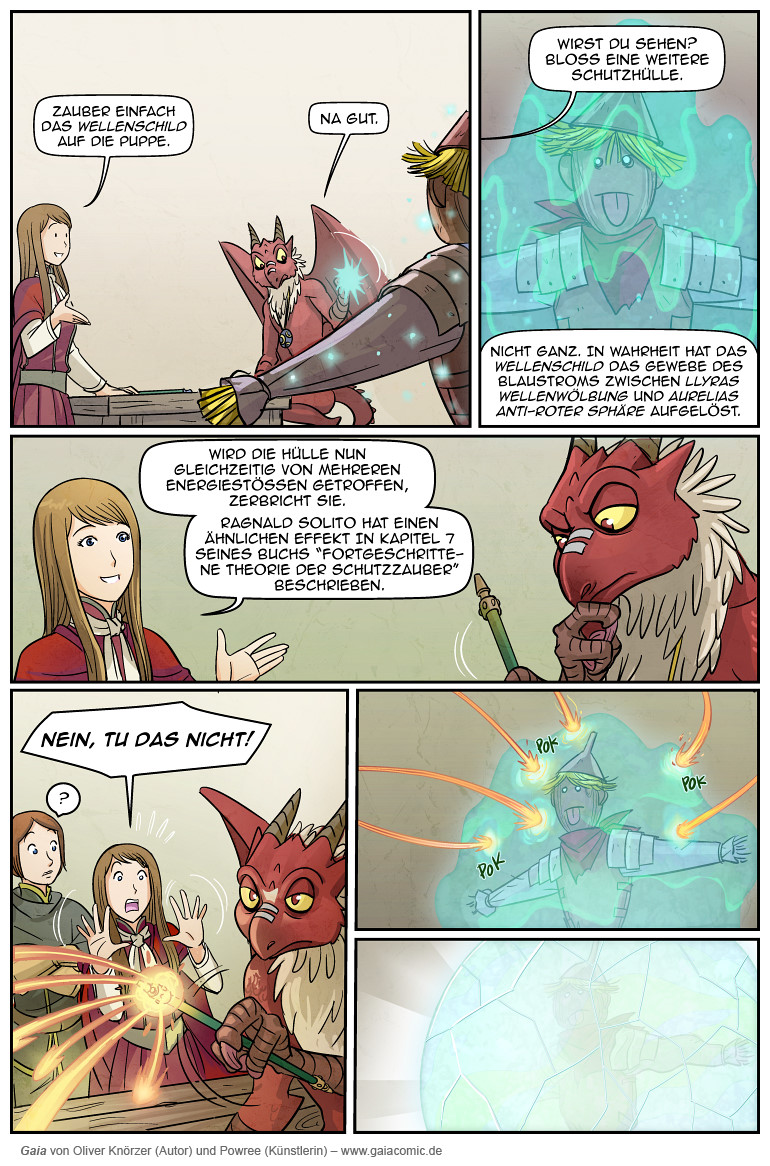 ZAUBER EINFACH
DAS WELLENSCHILD
AUF DIE PUPPE.
NA GUT.
WIRST DU SEHEN?
BLOSS EINE WEITERE
SCHUTZHÜLLE.
NICHT GANZ. IN WAHRHEIT HAT DAS
WELLENSCHILD DAS GEWEBE DES
BLAUSTROMS ZWISCHEN LLYRAS
WELLENWÖLBUNG UND AURELIAS
ANTI-ROTER SPHÄRE AUFGELÖST.
WIRD DIE HÜLLE NUN
GLEICHZEITIG VON MEHREREN
ENERGIESTÖSSEN GETROFFEN,
ZERBRICHT SIE.
RAGNALD SOLITO HAT EINEN
ÄHNLICHEN EFFEKT IN KAPITEL 7
SEINES BUCHS "FORTGESCHRITTE-
NE THEORIE DER SCHUTZZAUBER"
BESCHRIEBEN.
NEIN, TU DAS NICHT!
?
POK
POK
POK
Gaia von Oliver Knörzer (Autor) und Powree (Künstlerin) – www.gaiacomic.de